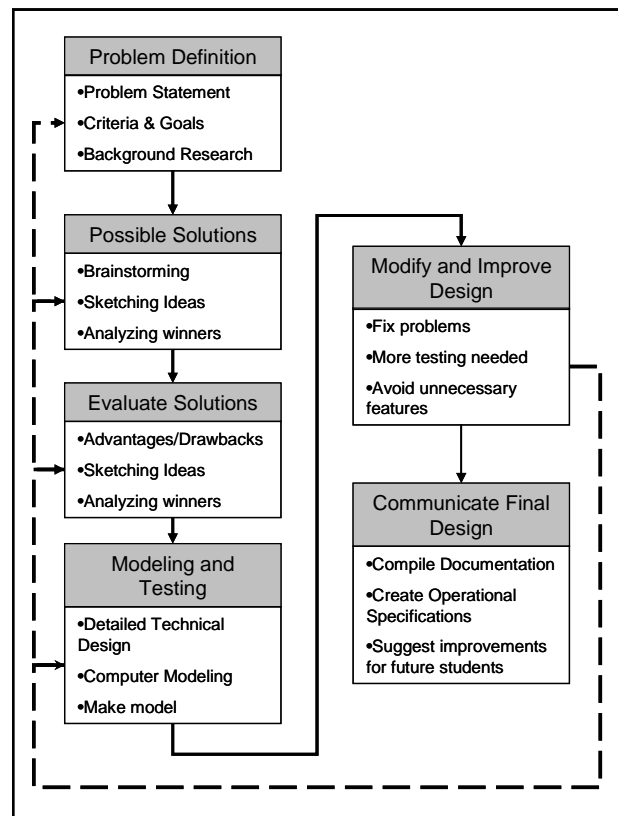 Problem Definition
•Problem Statement
•Criteria & Goals
•Background Research
Possible Solutions
•Brainstorming
•Sketching Ideas
•Analyzing winners
Evaluate Solutions
•Advantages/Drawbacks
•Sketching Ideas
•Analyzing winners
Modeling and
Testing
•Detailed Technical
Design
•Computer Modeling
•Make model
Modify and Improve
Design
•Fix problems
•More testing needed
•Avoid unnecessary
features
Communicate Final
Design
•Compile Documentation
•Create Operational
Specifications
•Suggest improvements
for future students